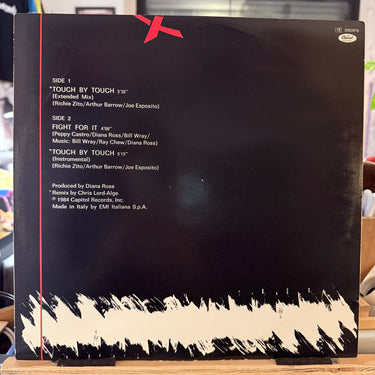 Capitol
SIDE 1
*TOUCH BY TOUCH 5'35"
(Extended Mix)
(Richie Zito/Arthur Barrow/Joe Esposito)
SIDE 2
FIGHT FOR IT 4'09"
(Peppy Castro/Diana Ross/Bill Wray/
Music: Bill Wray/Ray Chew/Diana Ross)
*TOUCH BY TOUCH 5'15"
(Instrumental)
(Richie Zito/Arthur Barrow/Joe Esposito)
Produced by Diana Ross
*Remix by Chris Lord-Alge
℗ 1984 Capitol Records, Inc.
Made in Italy by EMI Italiana S.p.A.